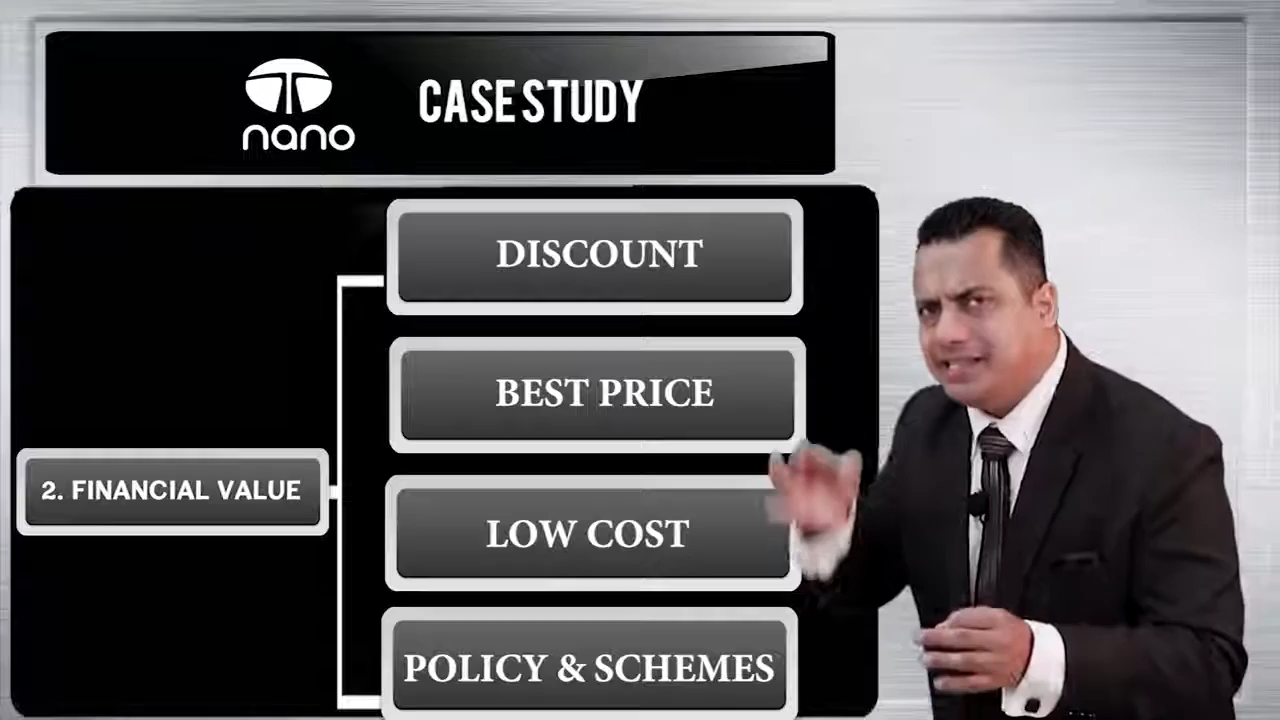 nano
CASE STUDY
DISCOUNT
BEST PRICE
2. FINANCIAL VALUE
LOW COST
POLICY & SCHEMES